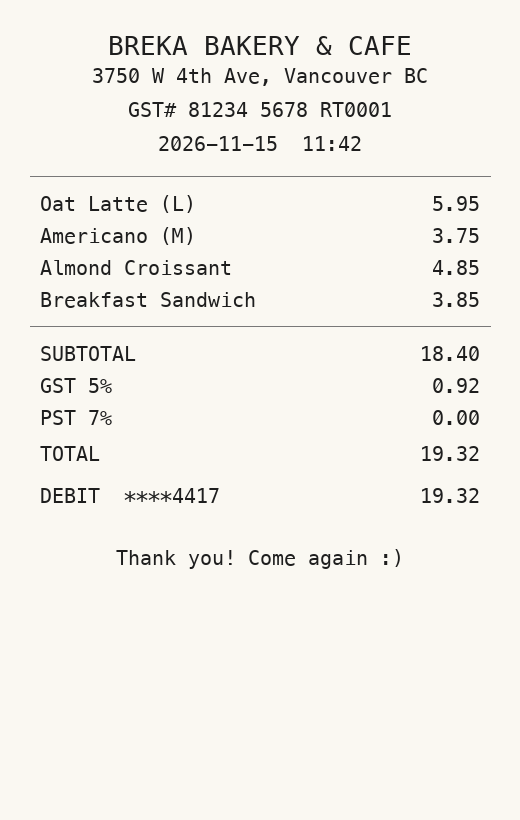 BREKA BAKERY & CAFE
3750 W 4th Ave, Vancouver BC
GST# 81234 5678 RT0001
2026–11–15 11:42
Oat Latte (L) 5.95
Americano (M) 3.75
Almond Croissant 4.85
Breakfast Sandwich 3.85
SUBTOTAL 18.40
GST 5% 0.92
PST 7% 0.00
TOTAL 19.32
DEBIT ****4417 19.32
Thank you! Come again :)